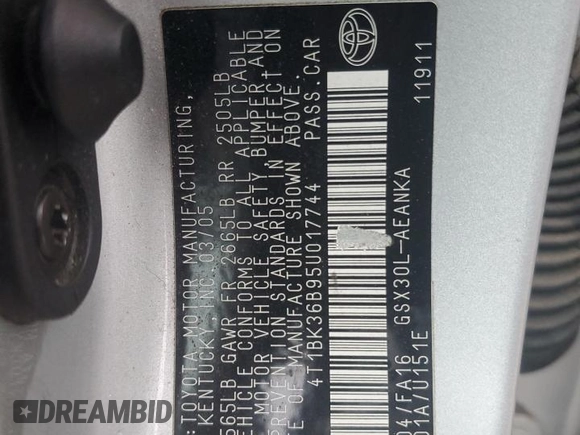 : TOYOTA MOTOR MANUFACTURING,
KENTUCKY, INC. 03/05
665LB GAWR FR 2665LB RR 2505LB
VEHICLE CONFORMS TO ALL APPLICABLE
MOTOR VEHICLE SAFETY BUMPER AND
PREVENTION STANDARDS IN EFFECT ON
E OF MANUFACTURE SHOWN ABOVE.
4T1BK36B95U017744 PASS. CAR
04/FA16 GSX30L-AEANKA
01A/U151E 11911
DREAMBID